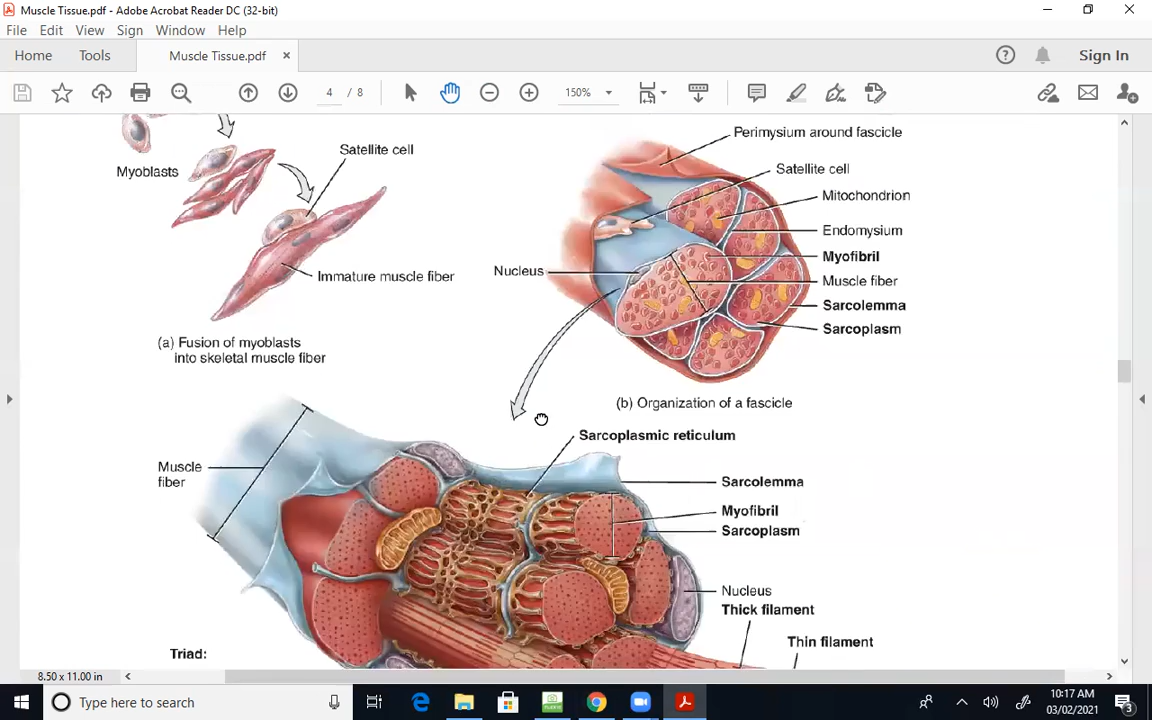 Muscle Tissue.pdf - Adobe Acrobat Reader DC (32-bit)
File Edit View Sign Window Help
Home Tools Muscle Tissue.pdf × Sign In
4 / 8 150%
Perimysium around fascicle
Satellite cell
Satellite cell
Myoblasts
Mitochondrion
Endomysium
Myofibril
Nucleus
Immature muscle fiber
Muscle fiber
Sarcolemma
Sarcoplasm
(a) Fusion of myoblasts
into skeletal muscle fiber
(b) Organization of a fascicle
Sarcoplasmic reticulum
Muscle
fiber
Sarcolemma
Myofibril
Sarcoplasm
Nucleus
Thick filament
Thin filament
Triad:
8.50 x 11.00 in
Type here to search
10:17 AM
03/02/2021
3